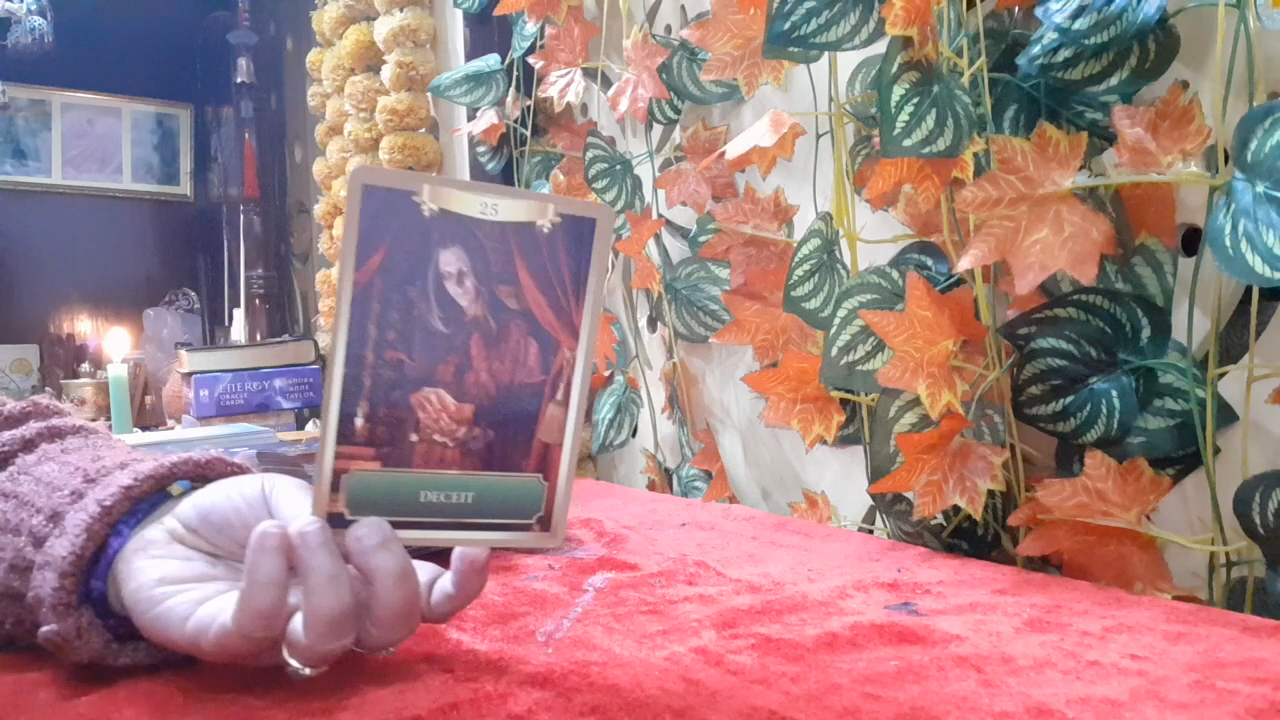 25
DECEIT
ENERGY
ORACLE
CARDS
SANDRA
ANNE
TAYLOR